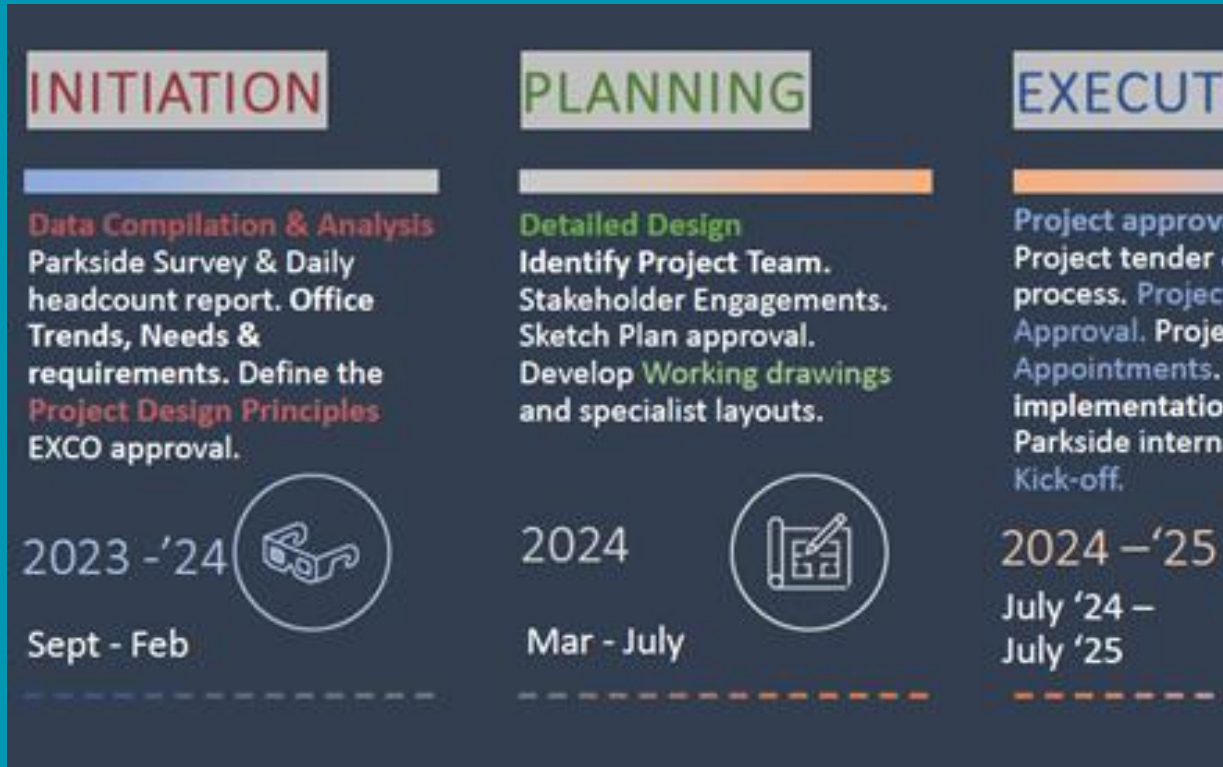 INITIATION
Data Compilation & Analysis
Parkside Survey & Daily
headcount report. Office
Trends, Needs &
requirements. Define the
Project Design Principles
EXCO approval.
2023 -’24
Sept - Feb
PLANNING
Detailed Design
Identify Project Team.
Stakeholder Engagements.
Sketch Plan approval.
Develop Working drawings
and specialist layouts.
2024
Mar - July
EXECUT
Project approv
Project tender
process. Projec
Approval. Proje
Appointments.
implementatio
Parkside intern
Kick-off.
2024 –‘25
July ‘24 –
July ‘25